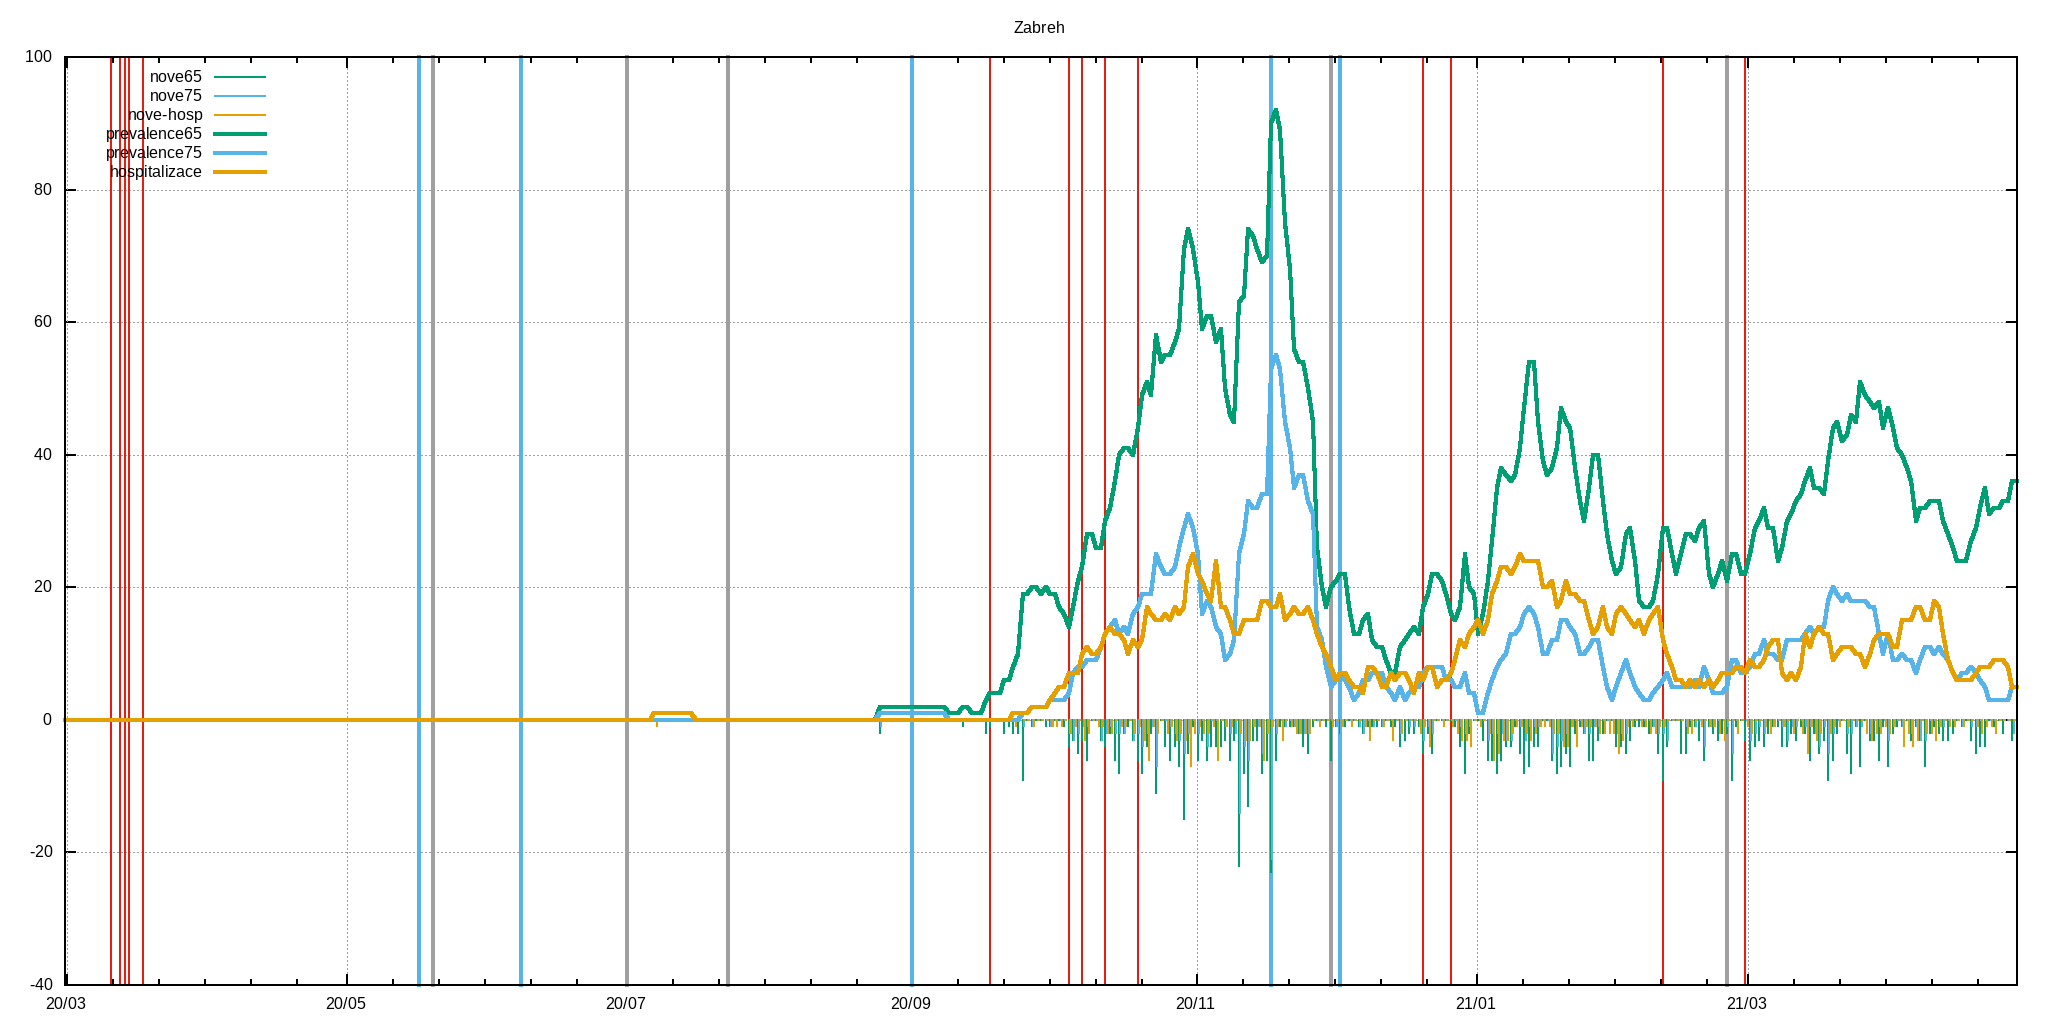 Zabreh
100
80
60
40
20
0
-20
-40
nove65
nove75
nove-hosp
prevalence65
prevalence75
hospitalizace
20/03 20/05 20/07 20/09 20/11 21/01 21/03